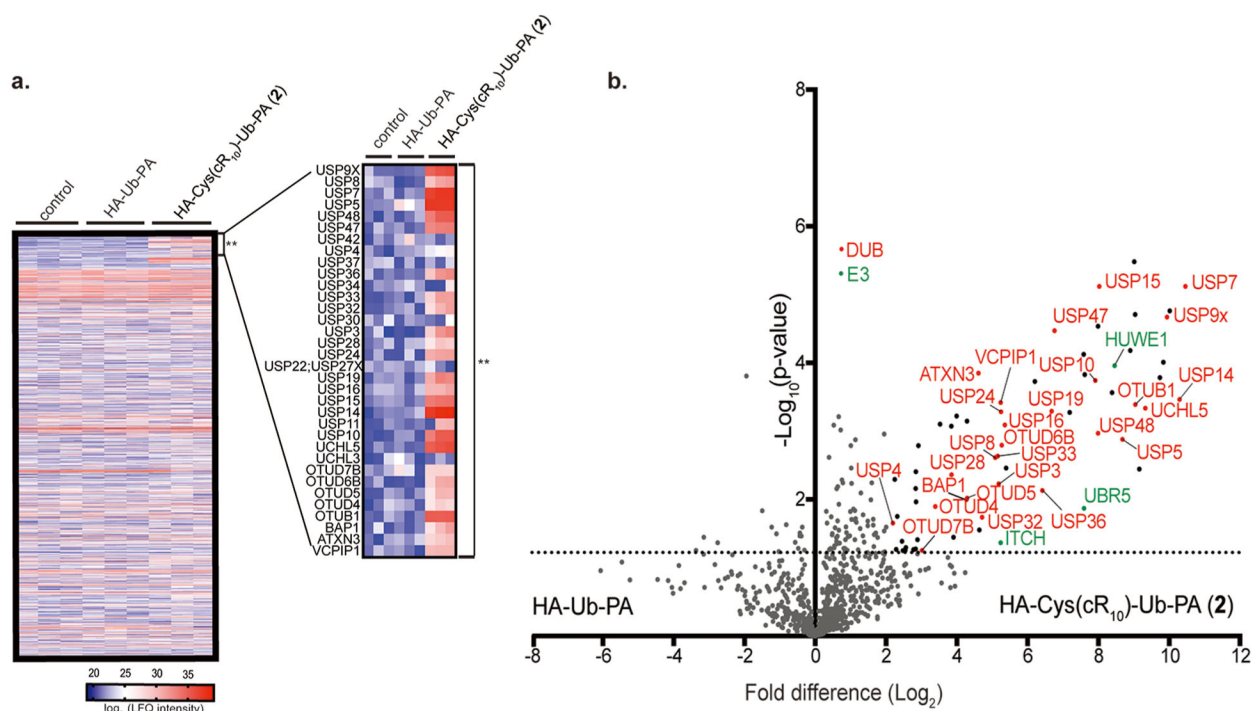 a.
control
HA-Ub-PA
HA-Cys(cR10)-Ub-PA (2)
**
20 25 30 35
(LFQ intensity)
control
HA-Ub-PA
HA-Cys(cR10)-Ub-PA (2)
USP9X
USP8
USP7
USP5
USP48
USP47
USP42
USP4
USP37
USP36
USP34
USP33
USP32
USP30
USP3
USP28
USP24
USP22;USP27X
USP19
USP16
USP15
USP14
USP11
USP10
UCHL5
UCHL3
OTUD7B
OTUD6B
OTUD5
OTUD4
OTUB1
BAP1
ATXN3
VCPIP1
**
b.
8
6
4
2
-Log10(p-value)
DUB
E3
USP15
USP7
USP47
USP9x
HUWE1
VCPIP1
ATXN3
USP10
USP14
USP24
USP19
OTUB1
USP16
UCHL5
USP48
OTUD6B
USP8
USP33
USP5
USP28
USP3
USP4
BAP1
OTUD5
OTUD4
UBR5
USP32
USP36
OTUD7B
ITCH
HA-Ub-PA
HA-Cys(cR10)-Ub-PA (2)
-8 -6 -4 -2 0 2 4 6 8 10 12
Fold difference (Log2)